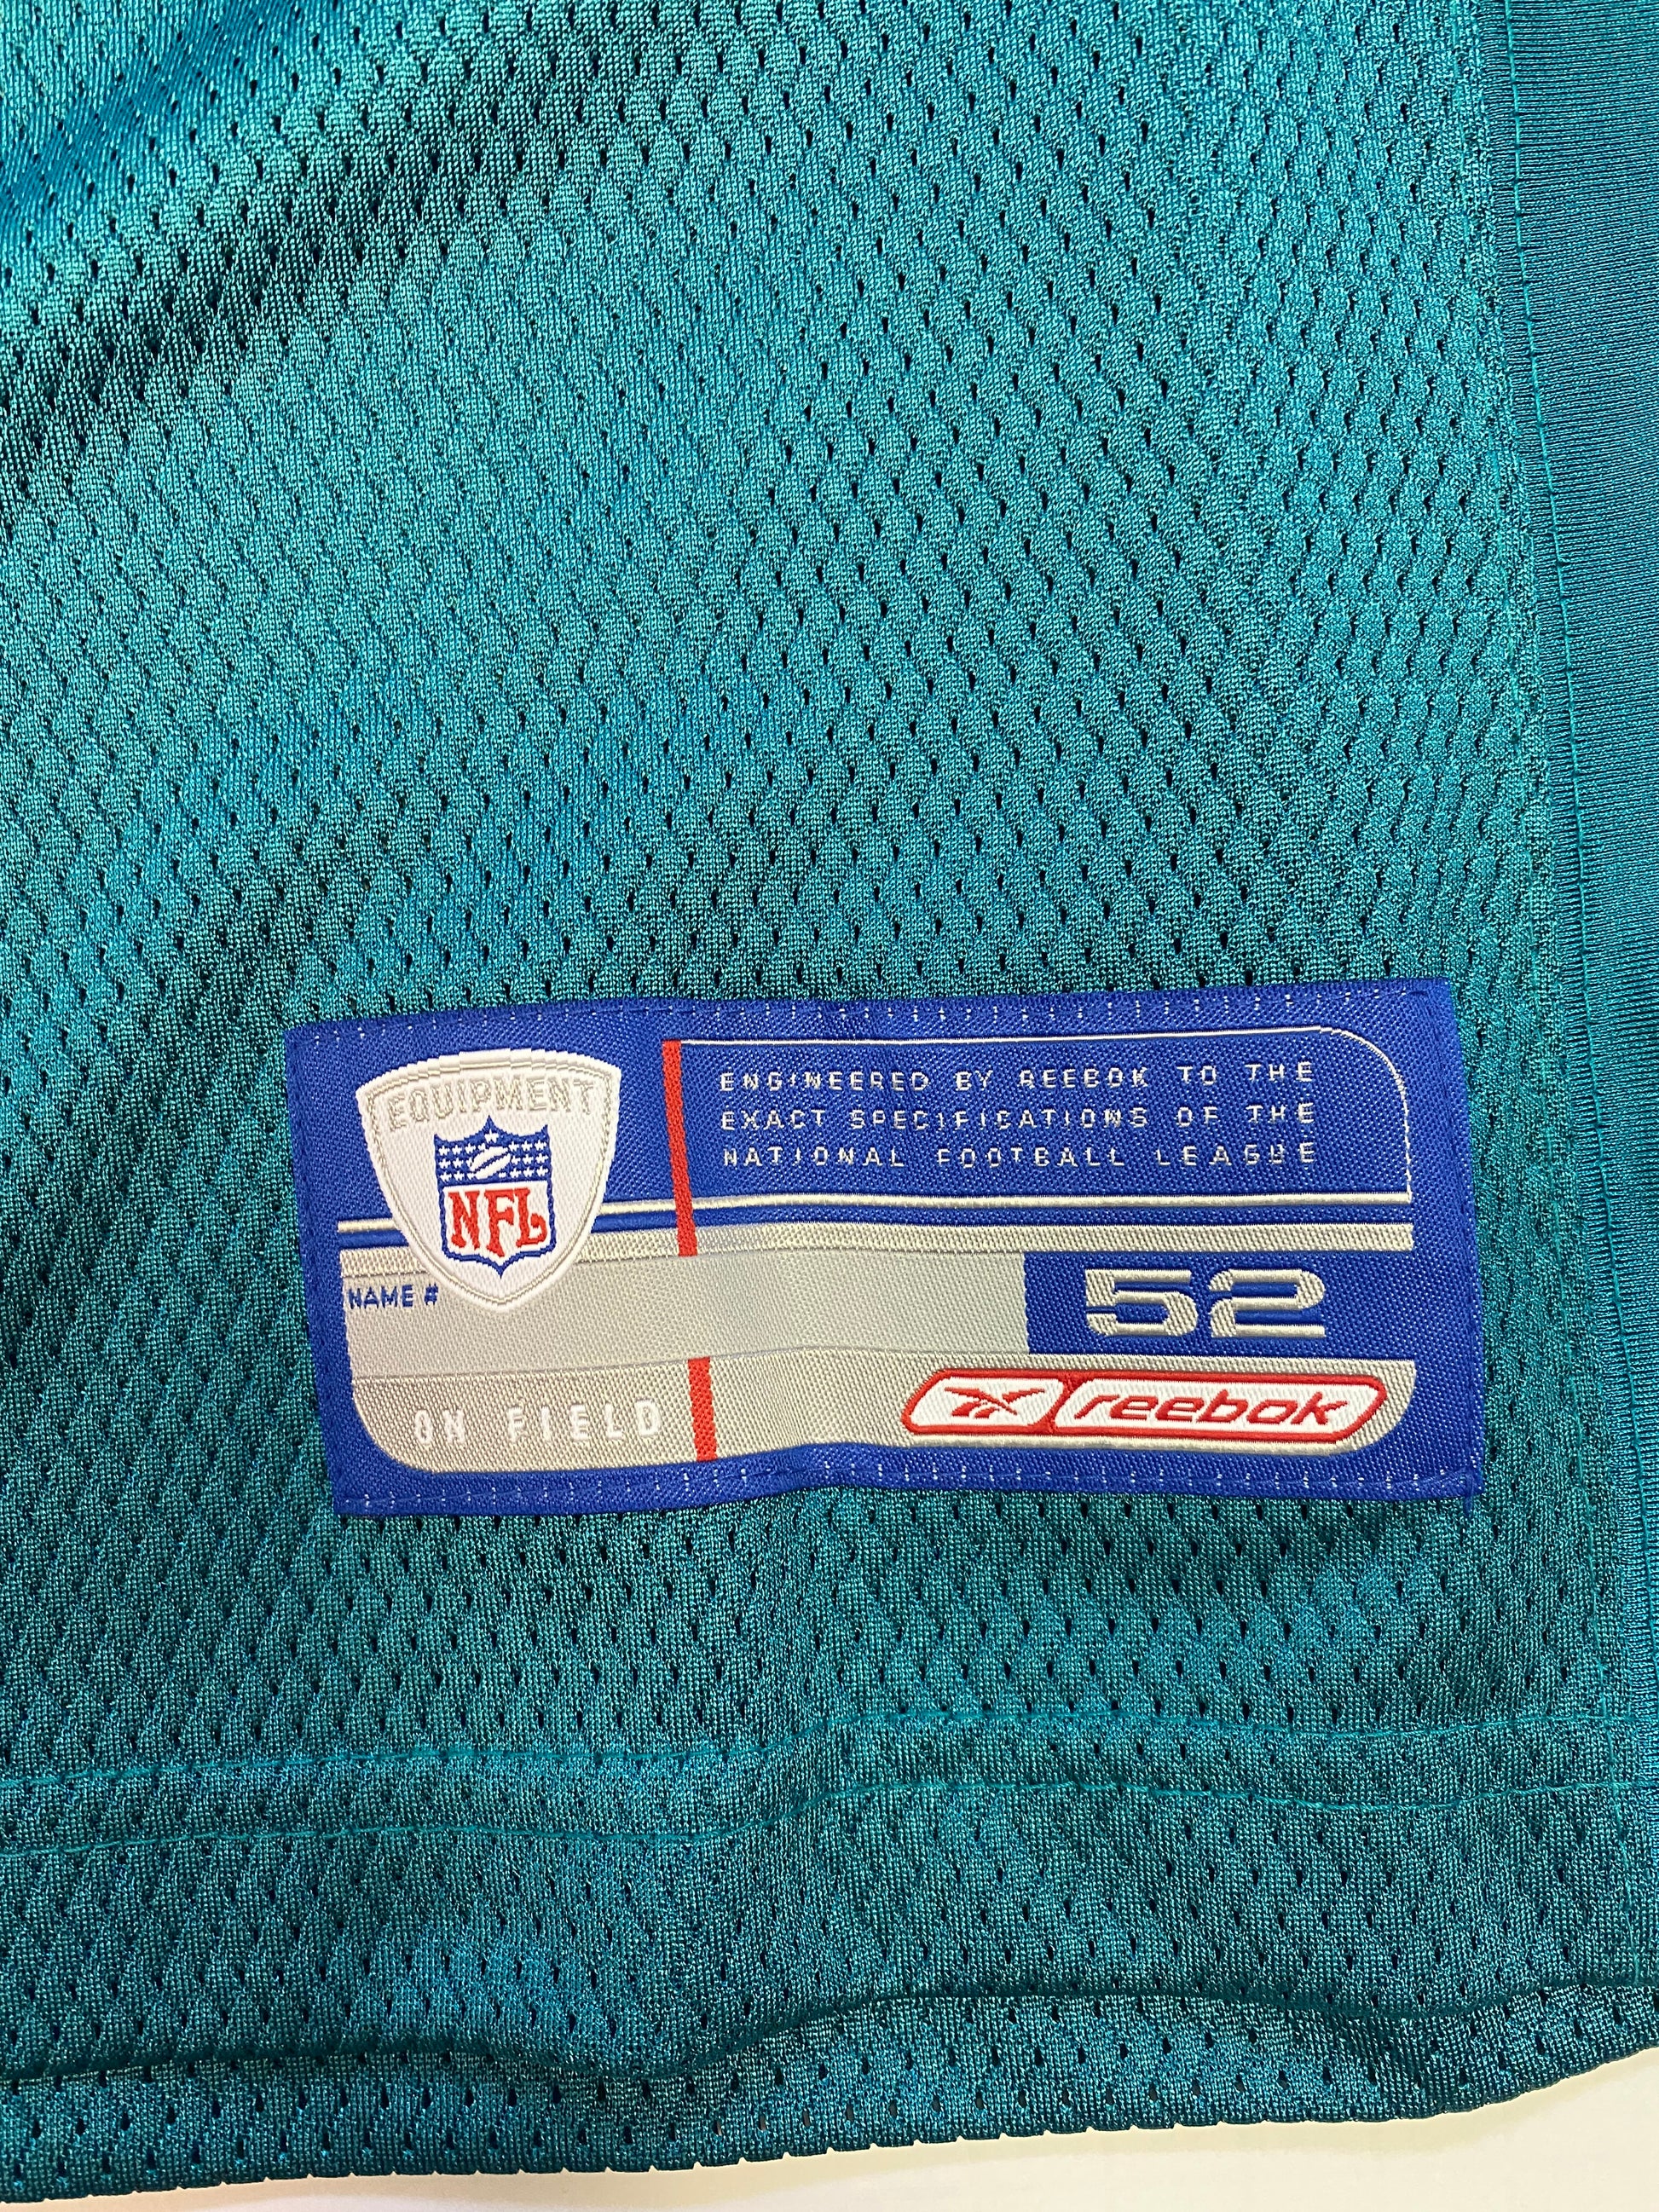 EQUIPMENT
NFL
ENGINEERED BY REEBOK TO THE
EXACT SPECIFICATIONS OF THE
NATIONAL FOOTBALL LEAGUE
NAME #
52
ON FIELD
reebok